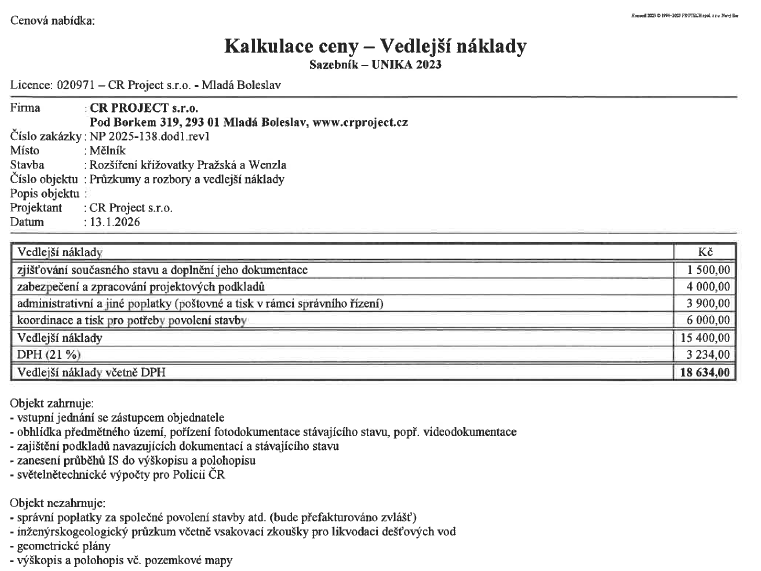 Cenová nabídka:
Kalkulace ceny – Vedlejší náklady
Sazebník – UNIKA 2023
Licence: 020971 – CR Project s.r.o. - Mladá Boleslav
Firma : CR PROJECT s.r.o.
Pod Borkem 319, 293 01 Mladá Boleslav, www.crproject.cz
Číslo zakázky : NP 2025-138.dod1.rev1
Místo : Mělník
Stavba : Rozšíření křižovatky Pražská a Wenzla
Číslo objektu : Průzkumy a rozbory a vedlejší náklady
Popis objektu :
Projektant : CR Project s.r.o.
Datum : 13.1.2026
Vedlejší náklady Kč
zjišťování současného stavu a doplnění jeho dokumentace 1 500,00
zabezpečení a zpracování projektových podkladů 4 000,00
administrativní a jiné poplatky (poštovné a tisk v rámci správního řízení) 3 900,00
koordinace a tisk pro potřeby povolení stavby 6 000,00
Vedlejší náklady 15 400,00
DPH (21 %) 3 234,00
Vedlejší náklady včetně DPH 18 634,00
Objekt zahrnuje:
- vstupní jednání se zástupcem objednatele
- obhlídka předmětného území, pořízení fotodokumentace stávajícího stavu, popř. videodokumentace
- zajištění podkladů navazujících dokumentací a stávajícího stavu
- zanesení průběhů IS do výškopisu a polohopisu
- světelnětechnické výpočty pro Policii ČR
Objekt nezahrnuje:
- správní poplatky za společné povolení stavby atd. (bude přefakturováno zvlášť)
- inženýrskogeologický průzkum včetně vsakovací zkoušky pro likvodaci dešťových vod
- geometrické plány
- výškopis a polohopis vč. pozemkové mapy